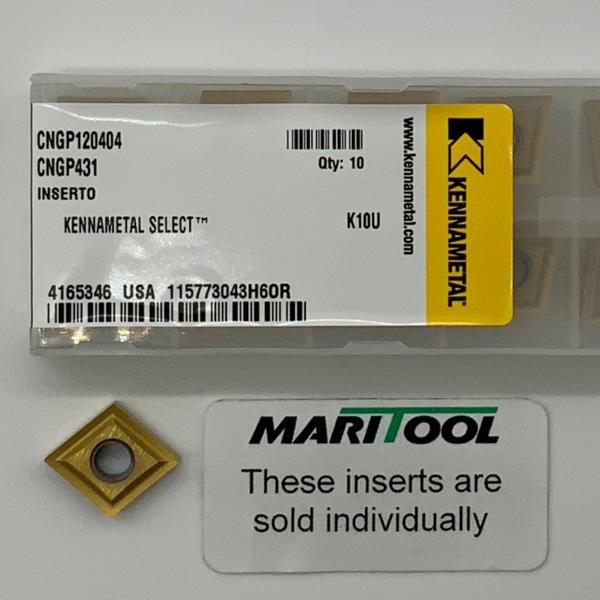 CNGP120404
CNGP431
INSERTO
KENNAMETAL SELECT™
Qty: 10
K10U
4165346 USA 115773043H6OR
www.kennametal.com
KENNAMETAL
MARITOOL
These inserts are
sold individually